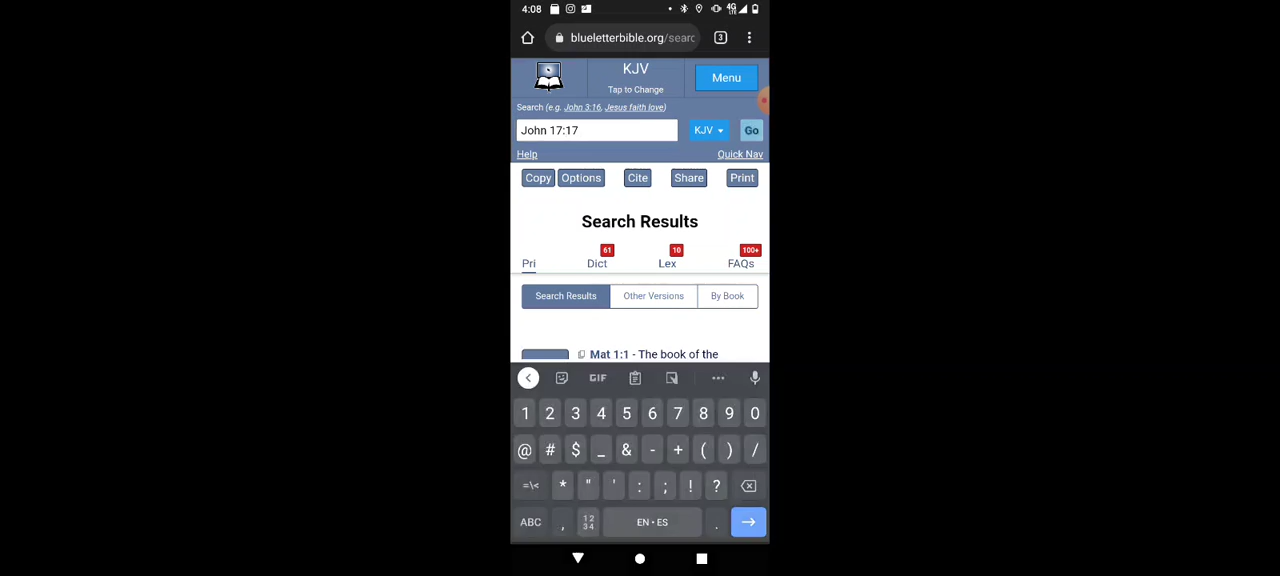 4:08
4G
blueletterbible.org/searc
3
KJV
Tap to Change
Menu
Search (e.g. John 3:16, Jesus faith love)
John 17:17
KJV
Go
Help
Quick Nav
Copy Options Cite Share Print
Search Results
61 10 100+
Pri Dict Lex FAQs
Search Results Other Versions By Book
Mat 1:1 - The book of the
GIF
1 2 3 4 5 6 7 8 9 0
@ # $ _ & - + ( ) /
=\< * " ' : ; ! ?
ABC , 12 34 EN • ES .